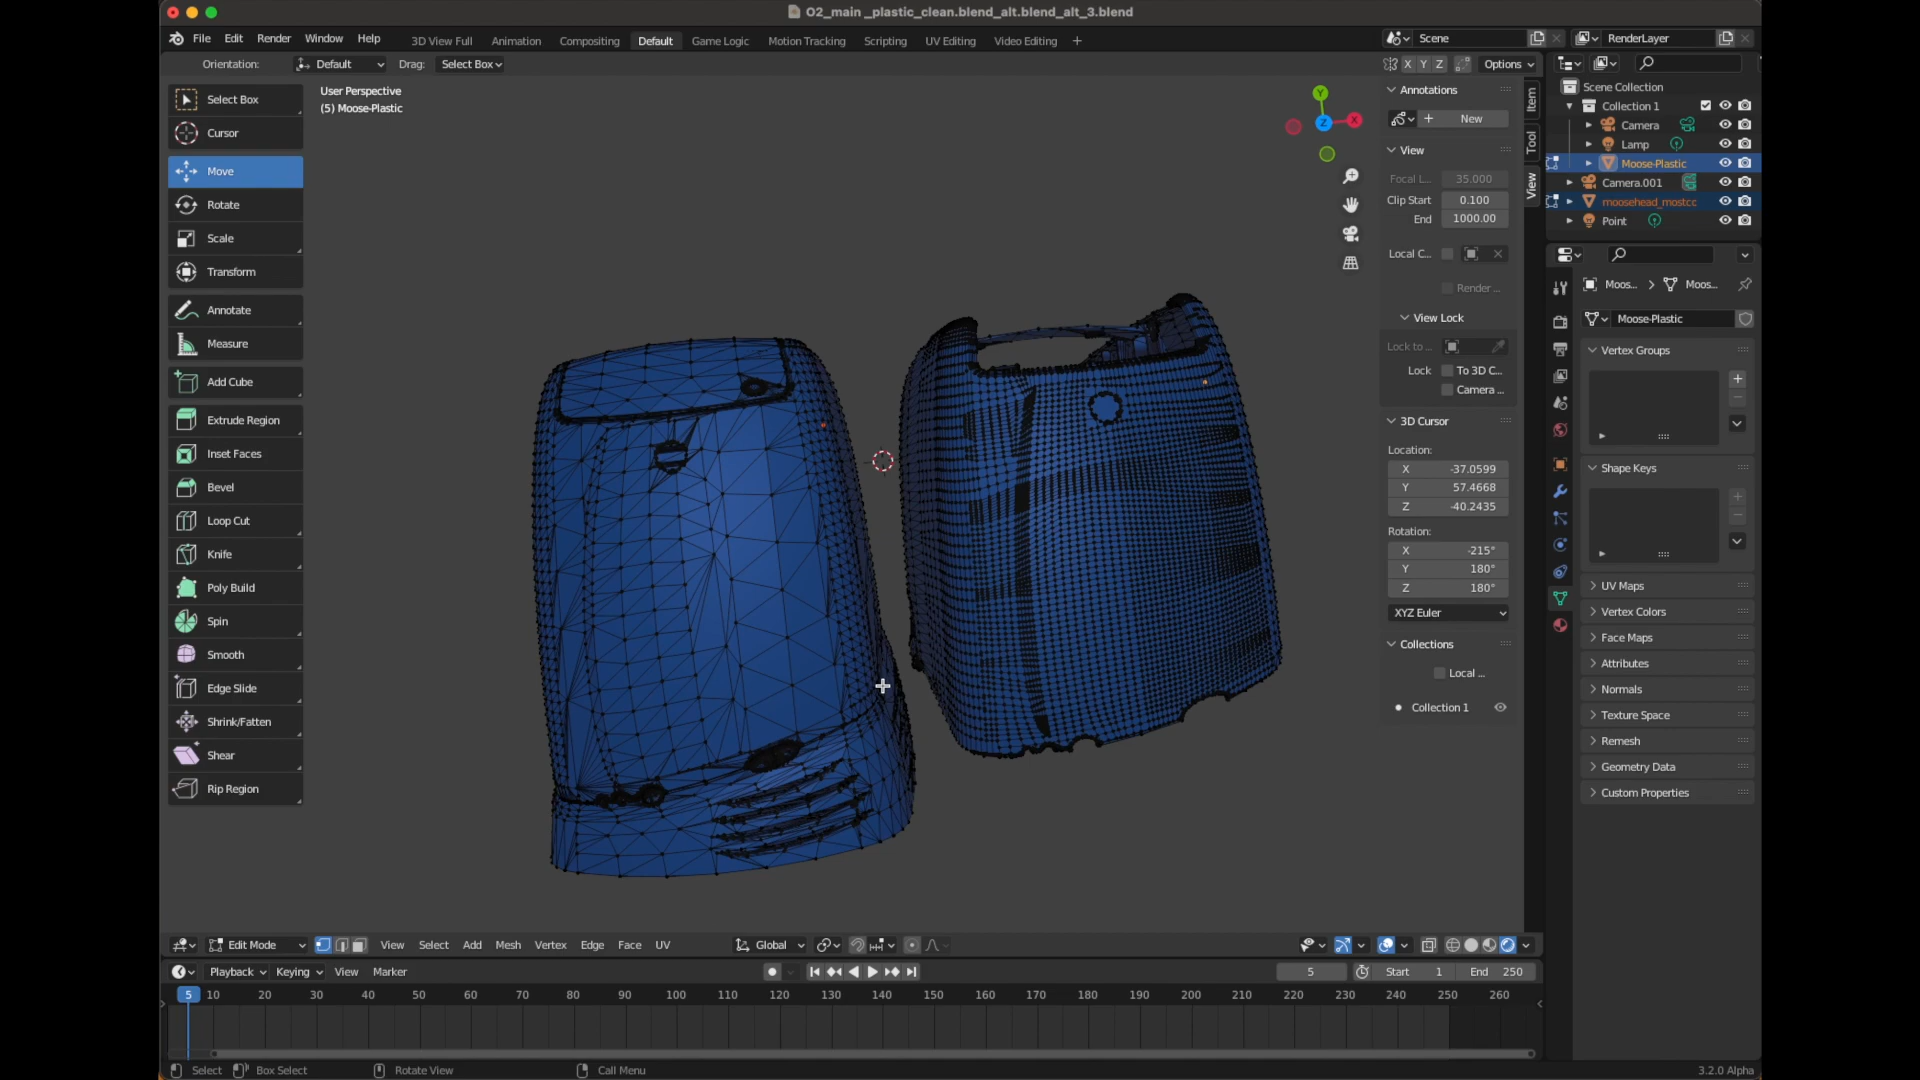 O2_main _plastic_clean.blend_alt.blend_alt_3.blend
File Edit Render Window Help
3D View Full Animation Compositing Default Game Logic Motion Tracking Scripting UV Editing Video Editing +
Scene
RenderLayer
Orientation: Default Drag: Select Box
X Y Z Options
Select Box
Cursor
Move
Rotate
Scale
Transform
Annotate
Measure
Add Cube
Extrude Region
Inset Faces
Bevel
Loop Cut
Knife
Poly Build
Spin
Smooth
Edge Slide
Shrink/Fatten
Shear
Rip Region
User Perspective
(5) Moose-Plastic
Y
Z
X
Annotations
+ New
View
Focal L... 35.000
Clip Start 0.100
End 1000.00
Local C...
Render ...
View Lock
Lock to ...
Lock To 3D C...
Camera ...
3D Cursor
Location:
X -37.0599
Y 57.4668
Z -40.2435
Rotation:
X -215°
Y 180°
Z 180°
XYZ Euler
Collections
Local ...
Collection 1
Item
Tool
View
Scene Collection
Collection 1
Camera
Lamp
Moose-Plastic
Camera.001
moosehead_mostcc
Point
Moos... Moos...
Moose-Plastic
Vertex Groups
Shape Keys
UV Maps
Vertex Colors
Face Maps
Attributes
Normals
Texture Space
Remesh
Geometry Data
Custom Properties
Edit Mode View Select Add Mesh Vertex Edge Face UV
Global
Playback Keying View Marker
5 Start 1 End 250
5 10 20 30 40 50 60 70 80 90 100 110 120 130 140 150 160 170 180 190 200 210 220 230 240 250 260
Select Box Select Rotate View Call Menu
3.2.0 Alpha